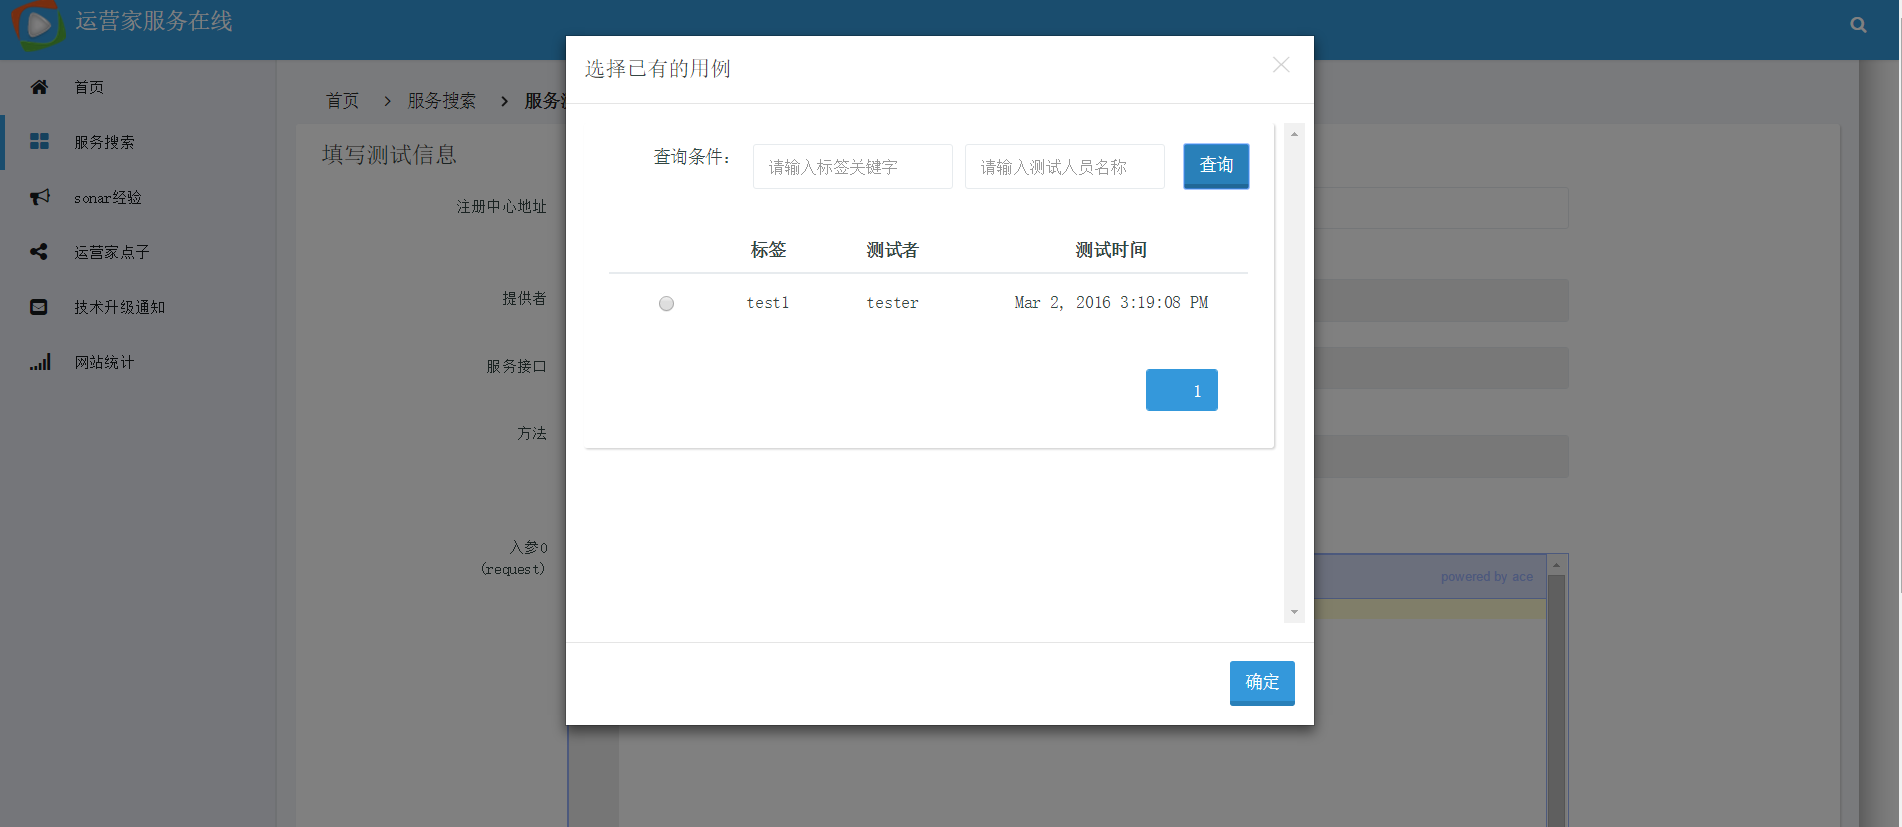 运营家服务在线
首页
服务搜索
sonar经验
运营家点子
技术升级通知
网站统计
首页 > 服务搜索 > 服务
填写测试信息
注册中心地址
提供者
服务接口
方法
入参0
(request)
powered by ace
选择已有的用例
查询条件： 请输入标签关键字 请输入测试人员名称 查询
标签 测试者 测试时间
test1 tester Mar 2, 2016 3:19:08 PM
1
确定